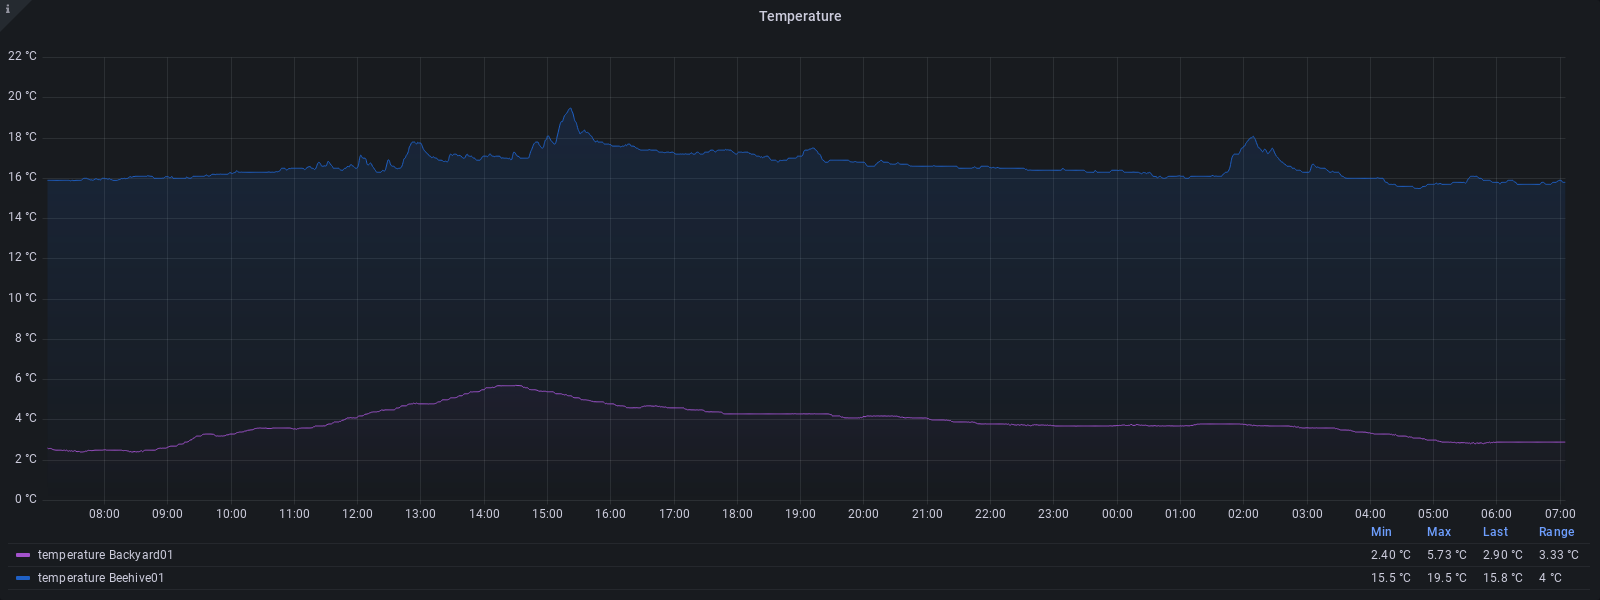 i
Temperature
22 °C
20 °C
18 °C
16 °C
14 °C
12 °C
10 °C
8 °C
6 °C
4 °C
2 °C
0 °C
08:00 09:00 10:00 11:00 12:00 13:00 14:00 15:00 16:00 17:00 18:00 19:00 20:00 21:00 22:00 23:00 00:00 01:00 02:00 03:00 04:00 05:00 06:00 07:00
Min Max Last Range
temperature Backyard01 2.40 °C 5.73 °C 2.90 °C 3.33 °C
temperature Beehive01 15.5 °C 19.5 °C 15.8 °C 4 °C